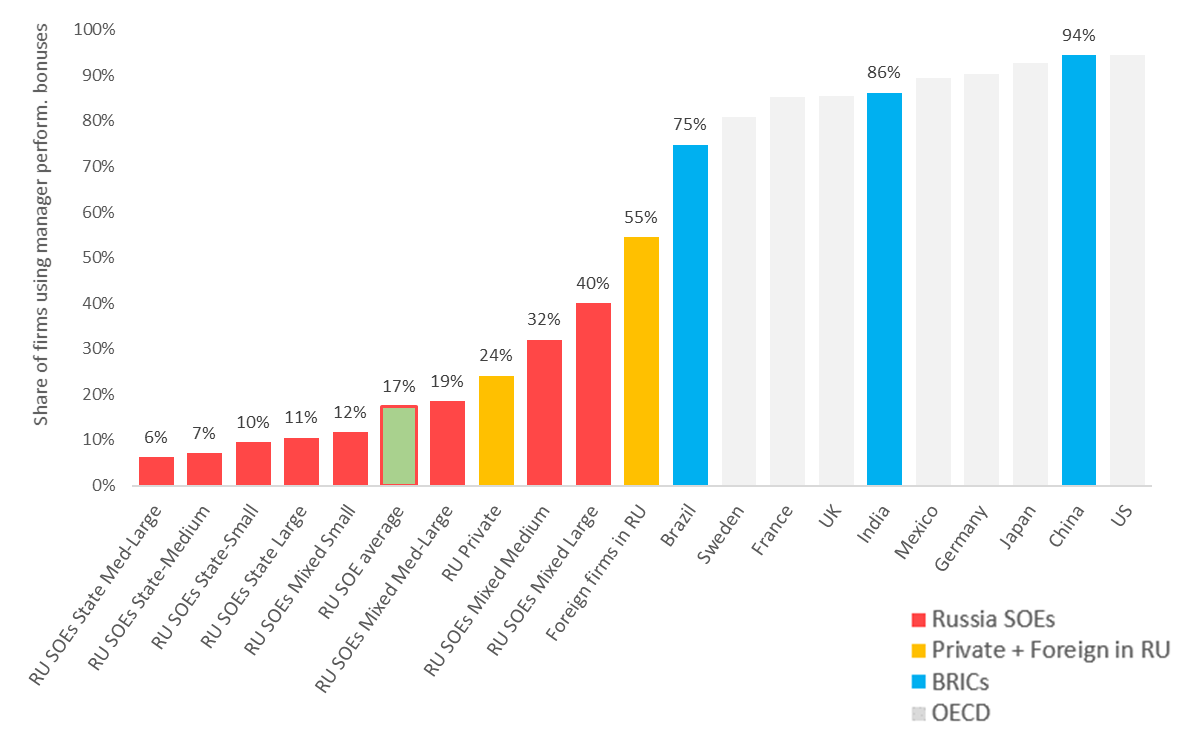 Share of firms using manager perform. bonuses
100%
90%
80%
70%
60%
50%
40%
30%
20%
10%
0%
6%
7%
10%
11%
12%
17%
19%
24%
32%
40%
55%
75%
86%
94%
RU SOEs State Med-Large
RU SOEs State-Medium
RU SOEs State-Small
RU SOEs State Large
RU SOEs Mixed Small
RU SOE average
RU SOEs Mixed Med-Large
RU Private
RU SOEs Mixed Medium
RU SOEs Mixed Large
Foreign firms in RU
Brazil
Sweden
France
UK
India
Mexico
Germany
Japan
China
US
Russia SOEs
Private + Foreign in RU
BRICs
OECD